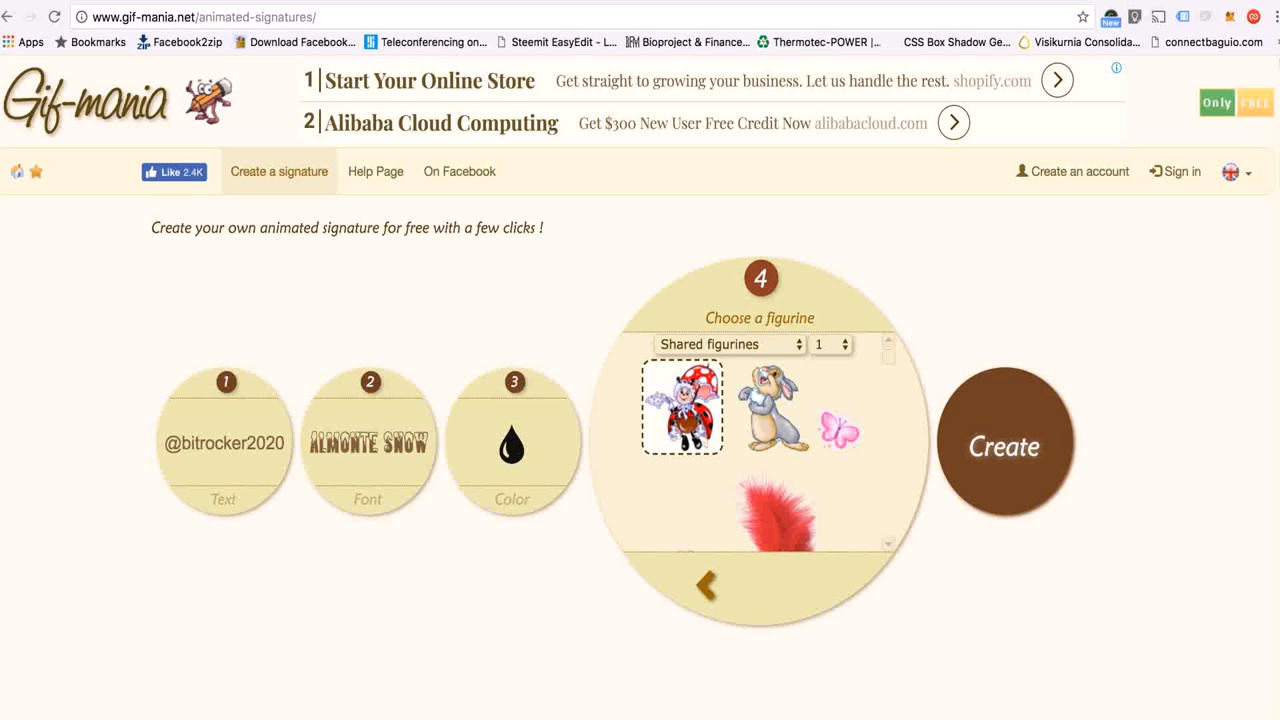 www.gif-mania.net/animated-signatures/
New
Apps
Bookmarks
Facebook2zip
Download Facebook...
Teleconferencing on...
Steemit EasyEdit - L...
Bioproject & Finance...
Thermotec-POWER |...
CSS Box Shadow Ge...
Visikurnia Consolida...
connectbaguio.com
Gif-mania
1 Start Your Online Store Get straight to growing your business. Let us handle the rest. shopify.com
2 Alibaba Cloud Computing Get $300 New User Free Credit Now alibabacloud.com
Only FREE
Like 2.4K
Create a signature
Help Page
On Facebook
Create an account
Sign in
Create your own animated signature for free with a few clicks !
1
@bitrocker2020
Text
2
ALMONTE SNOW
Font
3
Color
4
Choose a figurine
Shared figurines 1
Create